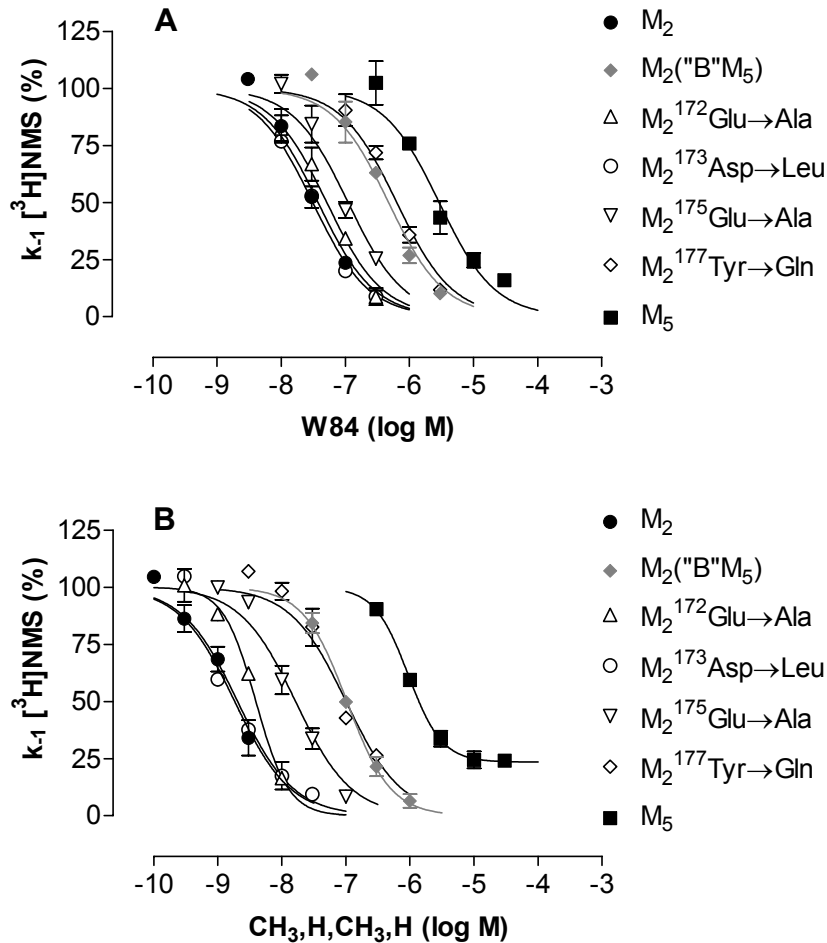 A
k₋₁ [³H]NMS (%)
125
100
75
50
25
0
-10 -9 -8 -7 -6 -5 -4 -3
W84 (log M)
M₂
M₂("B"M₅)
M₂¹⁷²Glu→Ala
M₂¹⁷³Asp→Leu
M₂¹⁷⁵Glu→Ala
M₂¹⁷⁷Tyr→Gln
M₅
B
k₋₁ [³H]NMS (%)
125
100
75
50
25
0
-10 -9 -8 -7 -6 -5 -4 -3
CH₃,H,CH₃,H (log M)
M₂
M₂("B"M₅)
M₂¹⁷²Glu→Ala
M₂¹⁷³Asp→Leu
M₂¹⁷⁵Glu→Ala
M₂¹⁷⁷Tyr→Gln
M₅